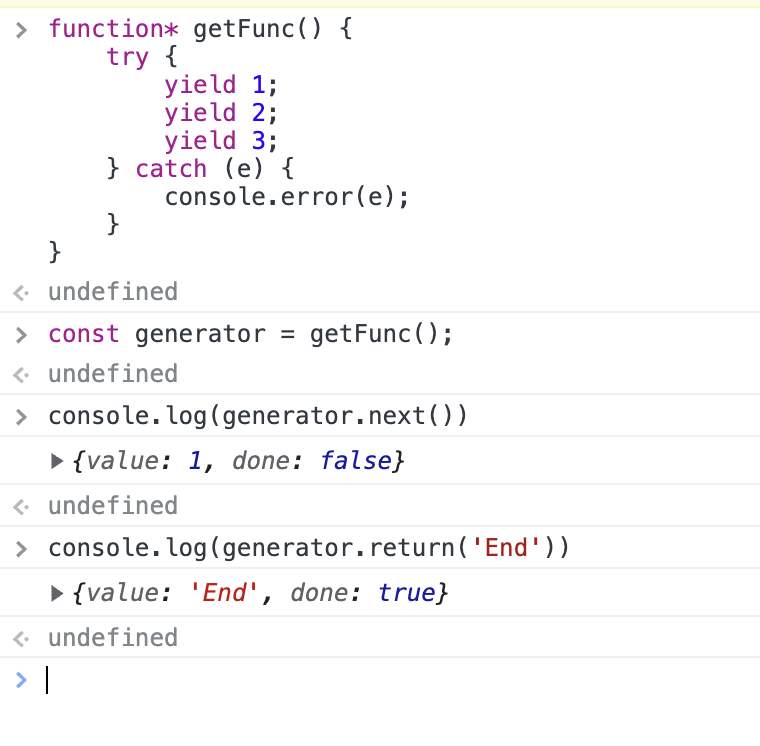 function* getFunc() {
    try {
        yield 1;
        yield 2;
        yield 3;
    } catch (e) {
        console.error(e);
    }
}
undefined
const generator = getFunc();
undefined
console.log(generator.next())
{value: 1, done: false}
undefined
console.log(generator.return('End'))
{value: 'End', done: true}
undefined